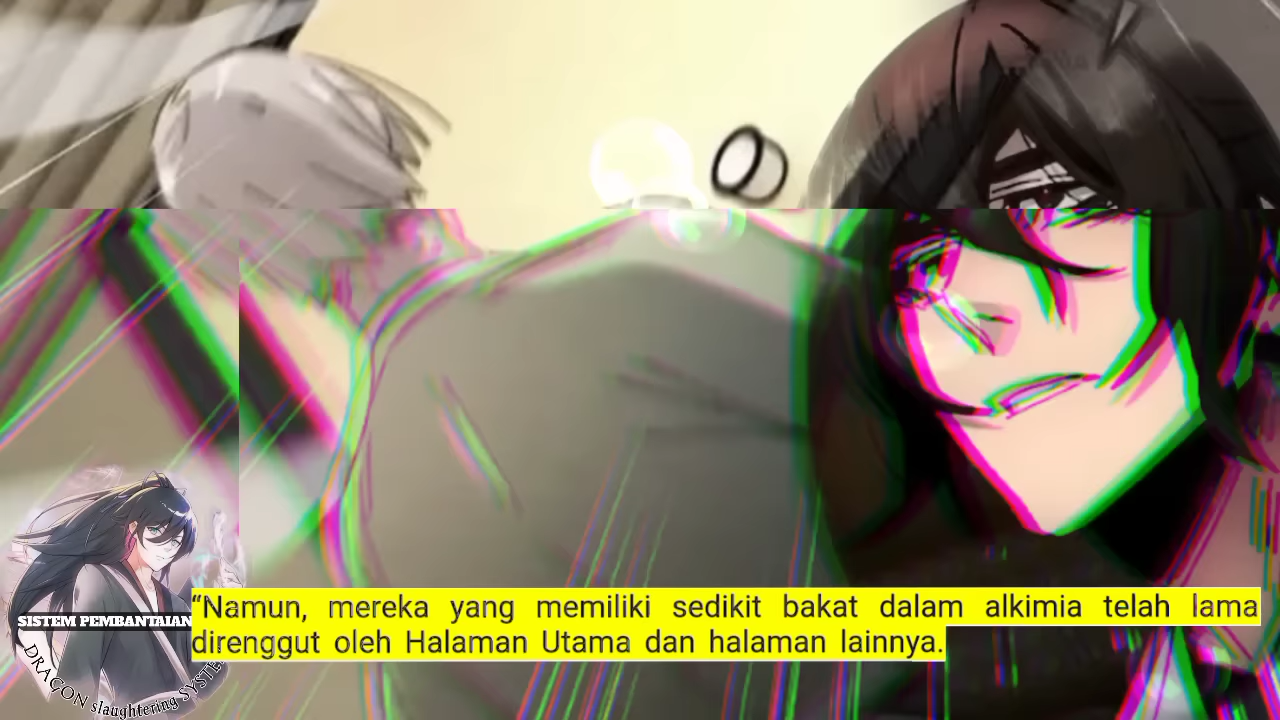 SISTEM PEMBANTAIAN
DRAGON slaughtering SYSTE
“Namun, mereka yang memiliki sedikit bakat dalam alkimia telah lama
direnggut oleh Halaman Utama dan halaman lainnya.